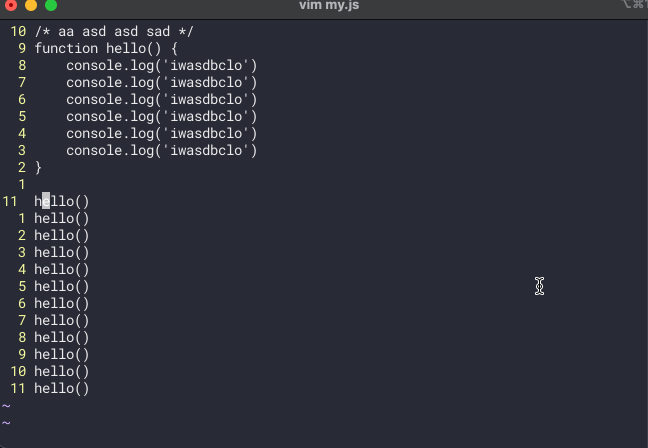 vim my.js ⌥⌘1
10 /* aa asd asd sad */
9 function hello() {
8     console.log('iwasdbclo')
7     console.log('iwasdbclo')
6     console.log('iwasdbclo')
5     console.log('iwasdbclo')
4     console.log('iwasdbclo')
3     console.log('iwasdbclo')
2 }
1
11 hello()
1 hello()
2 hello()
3 hello()
4 hello()
5 hello()
6 hello()
7 hello()
8 hello()
9 hello()
10 hello()
11 hello()
~
~